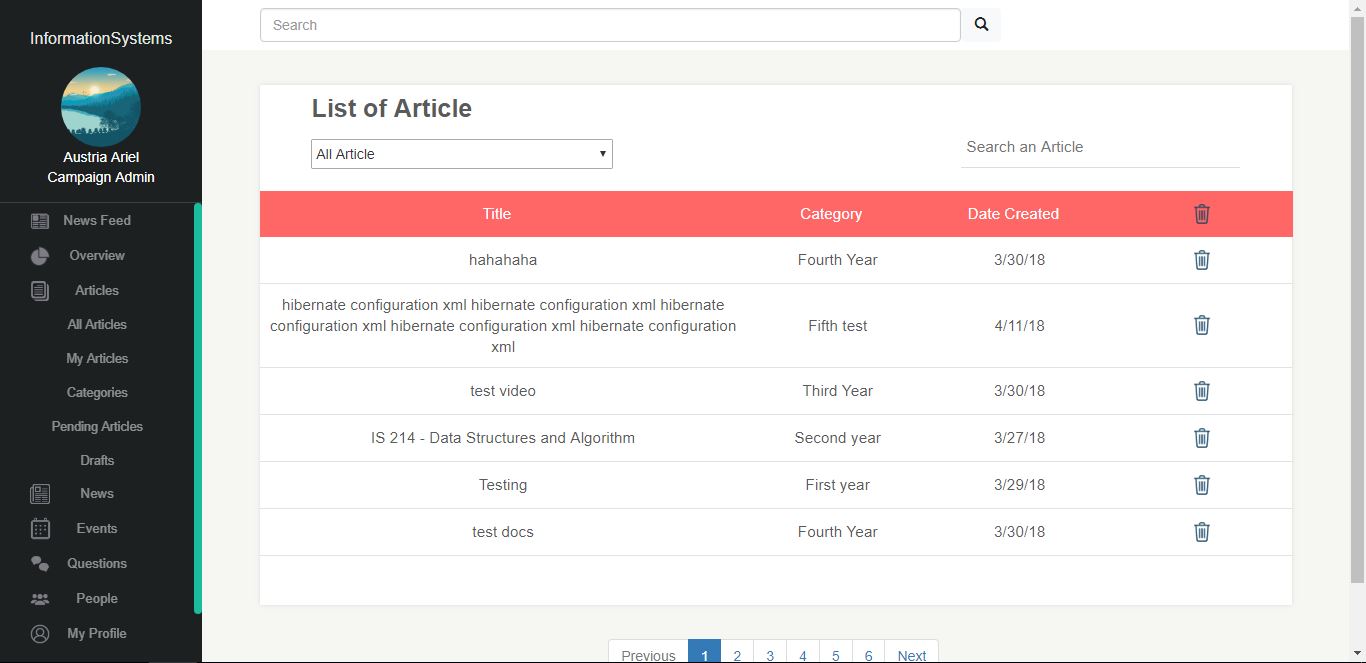 InformationSystems
Austria Ariel
Campaign Admin
News Feed
Overview
Articles
All Articles
My Articles
Categories
Pending Articles
Drafts
News
Events
Questions
People
My Profile
Search
List of Article
All Article
Search an Article
Title Category Date Created
hahahaha Fourth Year 3/30/18
hibernate configuration xml hibernate configuration xml hibernate
configuration xml hibernate configuration xml hibernate configuration
xml
Fifth test 4/11/18
test video Third Year 3/30/18
IS 214 - Data Structures and Algorithm Second year 3/27/18
Testing First year 3/29/18
test docs Fourth Year 3/30/18
Previous 1 2 3 4 5 6 Next